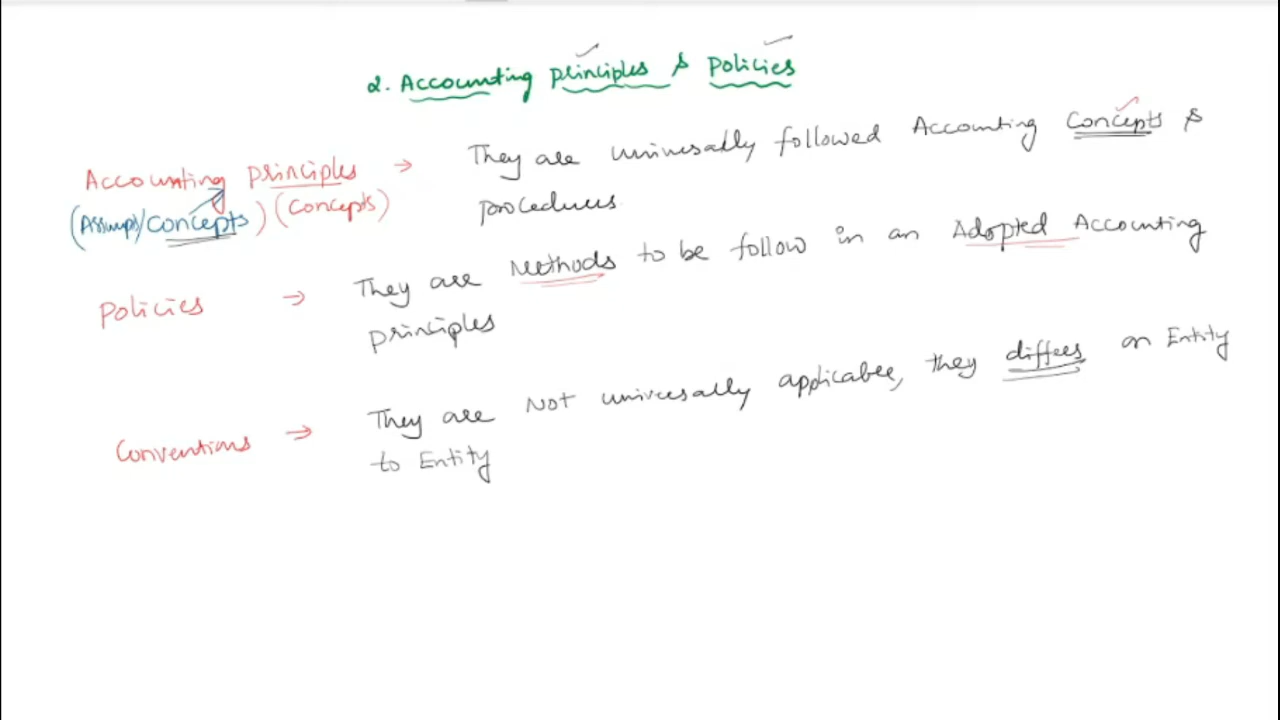 2. Accounting principles & policies
Accounting principles → They are universally followed Accounting Concepts &
(Assump/Concepts) (Concepts) procedures.
Policies → They are Methods to be follow in an Adopted Accounting
principles
Conventions → They are Not universally applicable, they differs on Entity
to Entity